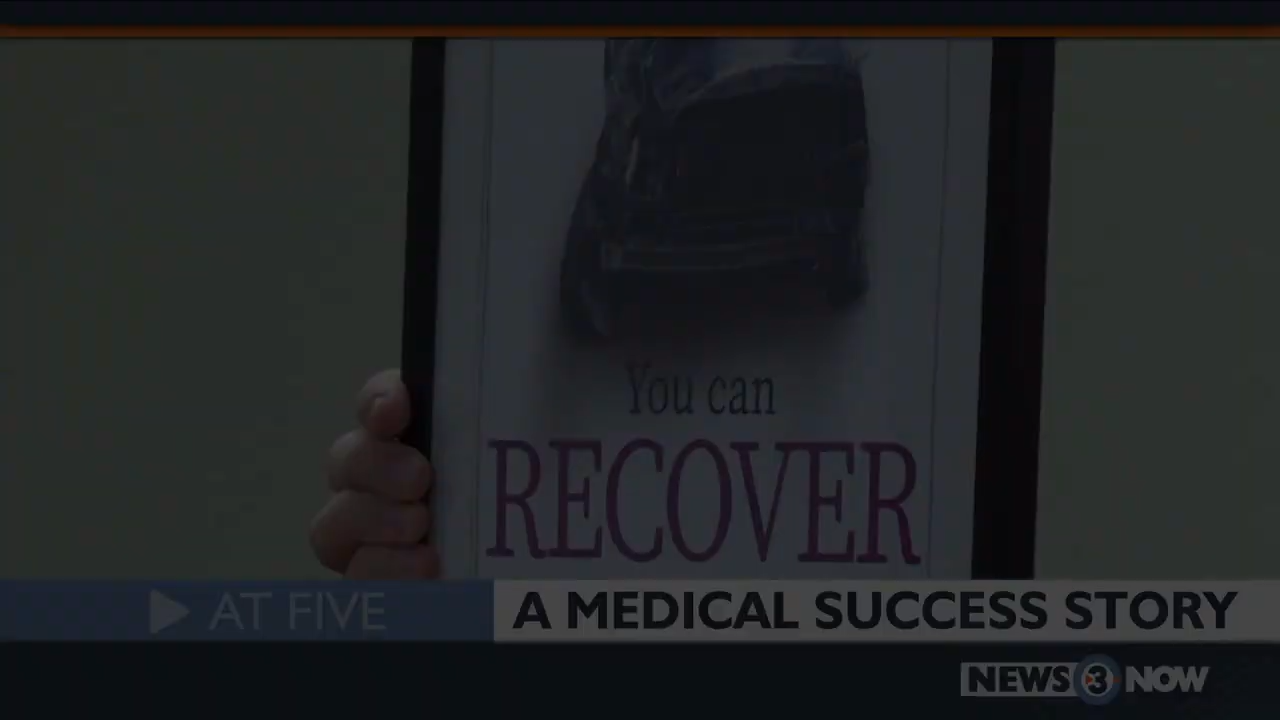 You can
RECOVER
AT FIVE
A MEDICAL SUCCESS STORY
NEWS 3 NOW